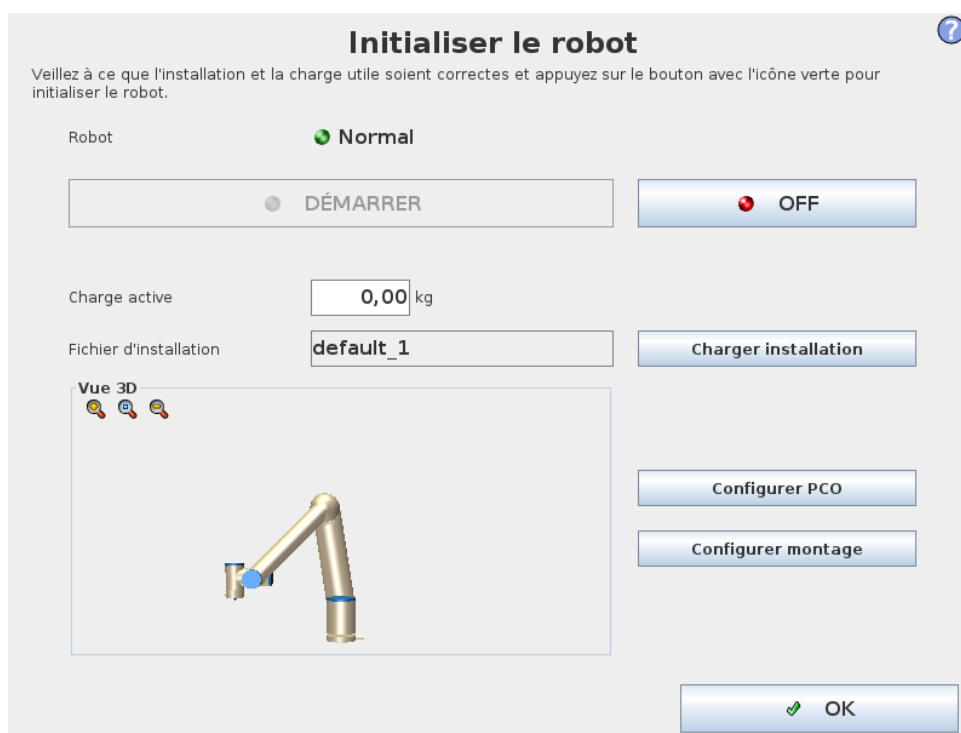 Initialiser le robot
?
Veillez à ce que l'installation et la charge utile soient correctes et appuyez sur le bouton avec l'icône verte pour
initialiser le robot.
Robot
Normal
DÉMARRER
OFF
Charge active
0,00 kg
Fichier d'installation
default_1
Charger installation
Vue 3D
Configurer PCO
Configurer montage
OK